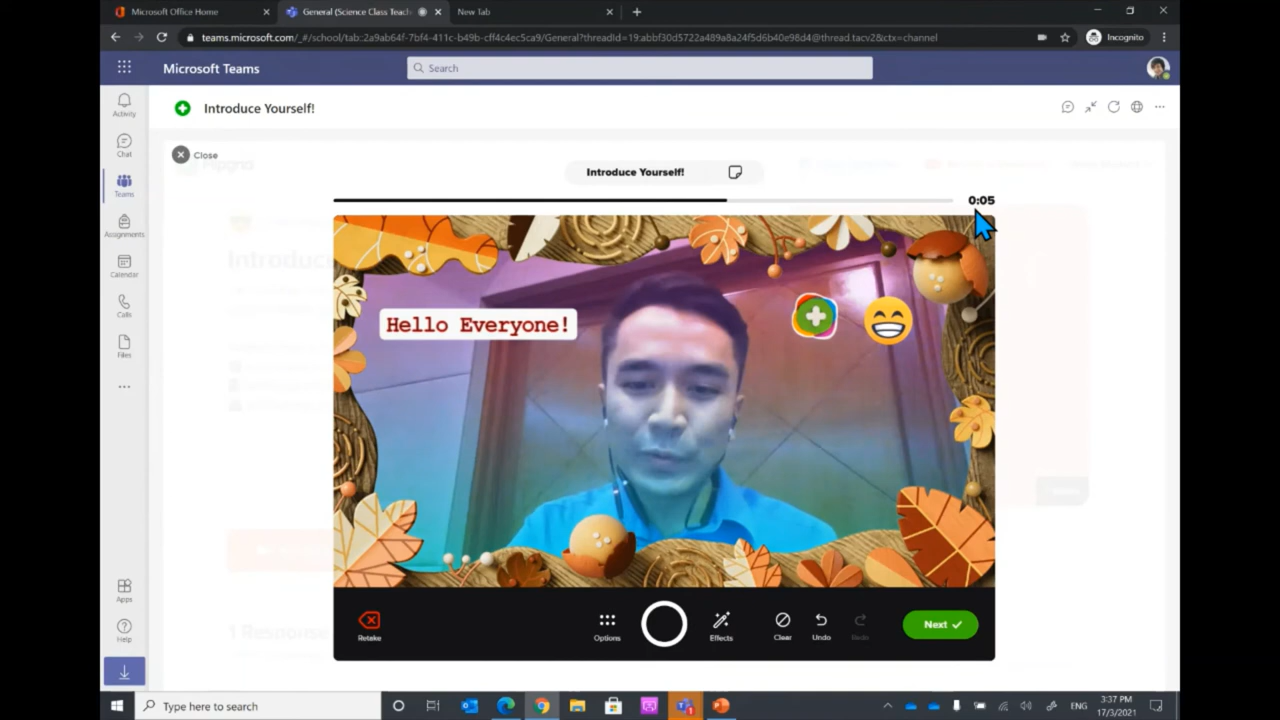 Microsoft Office Home
General (Science Class Teach
New Tab
teams.microsoft.com/_#/school/tab:2a9ab64f-7bf4-411c-b49b-cff4c4ec5ca9/General?threadId=19:abbf30d5722a489a8a24f5d6b40e98d4@thread.tacv2&ctx=channel
Incognito
Microsoft Teams
Search
Activity
Chat
Teams
Assignments
Calendar
Calls
Files
Apps
Help
Introduce Yourself!
Close
Introduce Yourself!
0:05
Introduc
Hello Everyone!
1 Response
Retake
Options
Effects
Clear
Undo
Redo
Next
Type here to search
ENG
3:37 PM
17/3/2021